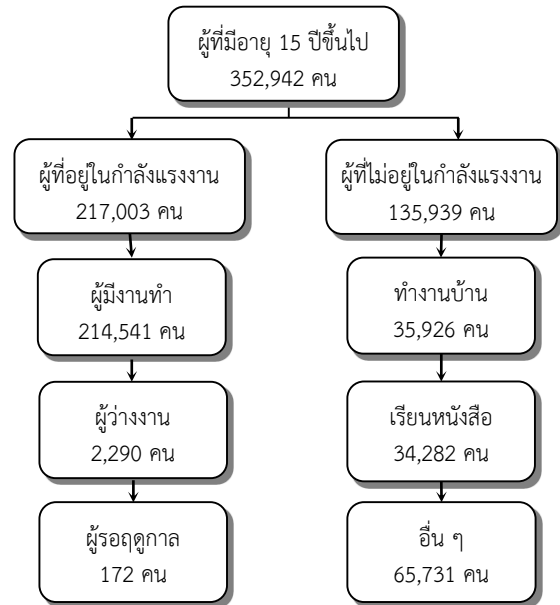 ผู้ที่มีอายุ 15 ปีขึ้นไป
352,942 คน
ผู้ที่อยู่ในกำลังแรงงาน
217,003 คน
ผู้ที่ไม่อยู่ในกำลังแรงงาน
135,939 คน
ผู้มีงานทำ
214,541 คน
ทำงานบ้าน
35,926 คน
ผู้ว่างงาน
2,290 คน
เรียนหนังสือ
34,282 คน
ผู้รอฤดูกาล
172 คน
อื่น ๆ
65,731 คน